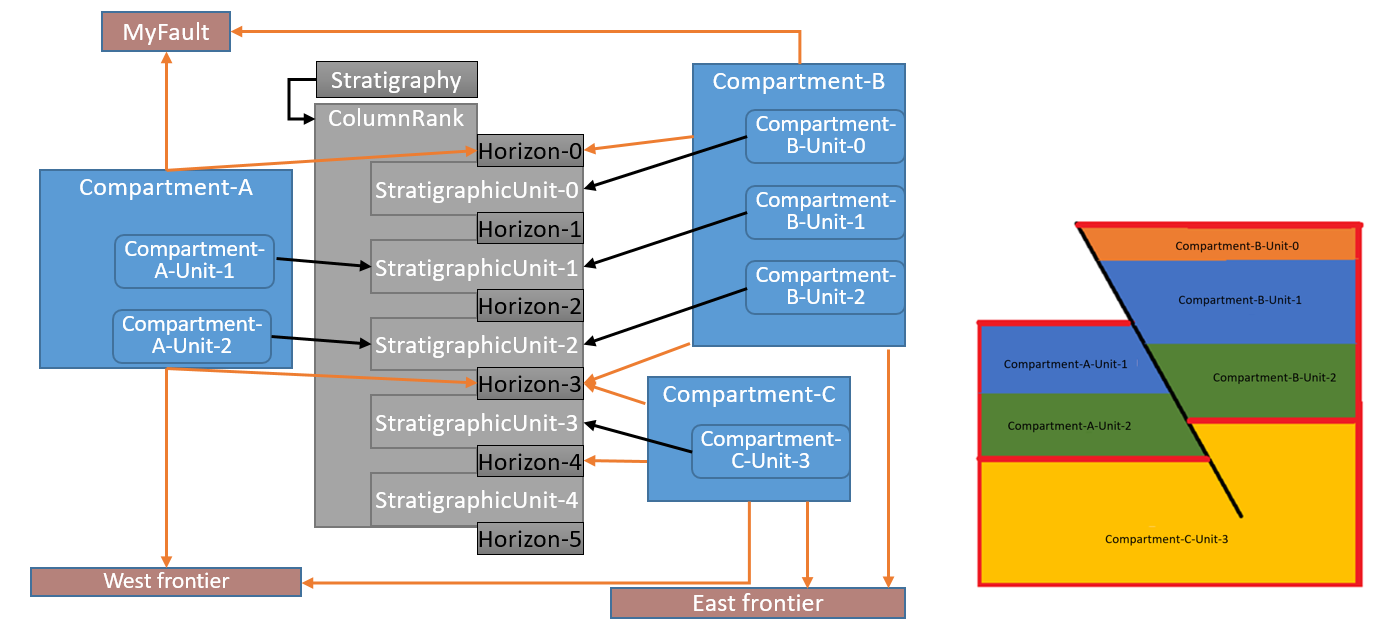 MyFault
Stratigraphy
ColumnRank
Horizon-0
StratigraphicUnit-0
Horizon-1
StratigraphicUnit-1
Horizon-2
StratigraphicUnit-2
Horizon-3
StratigraphicUnit-3
Horizon-4
StratigraphicUnit-4
Horizon-5
Compartment-A
Compartment-
A-Unit-1
Compartment-
A-Unit-2
West frontier
Compartment-B
Compartment-
B-Unit-0
Compartment-
B-Unit-1
Compartment-
B-Unit-2
Compartment-C
Compartment-
C-Unit-3
East frontier
Compartment-B-Unit-0
Compartment-B-Unit-1
Compartment-A-Unit-1
Compartment-B-Unit-2
Compartment-A-Unit-2
Compartment-C-Unit-3